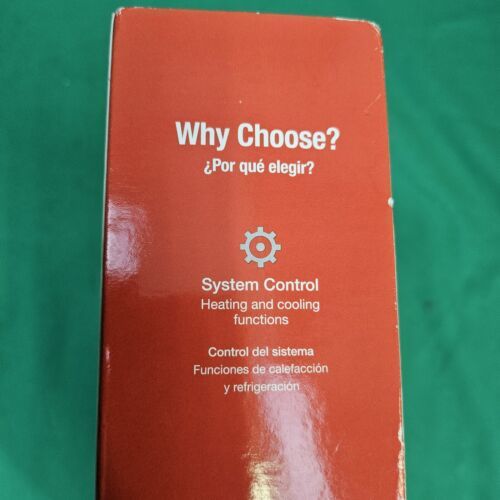 Why Choose?
¿Por qué elegir?
System Control
Heating and cooling
functions
Control del sistema
Funciones de calefacción
y refrigeración